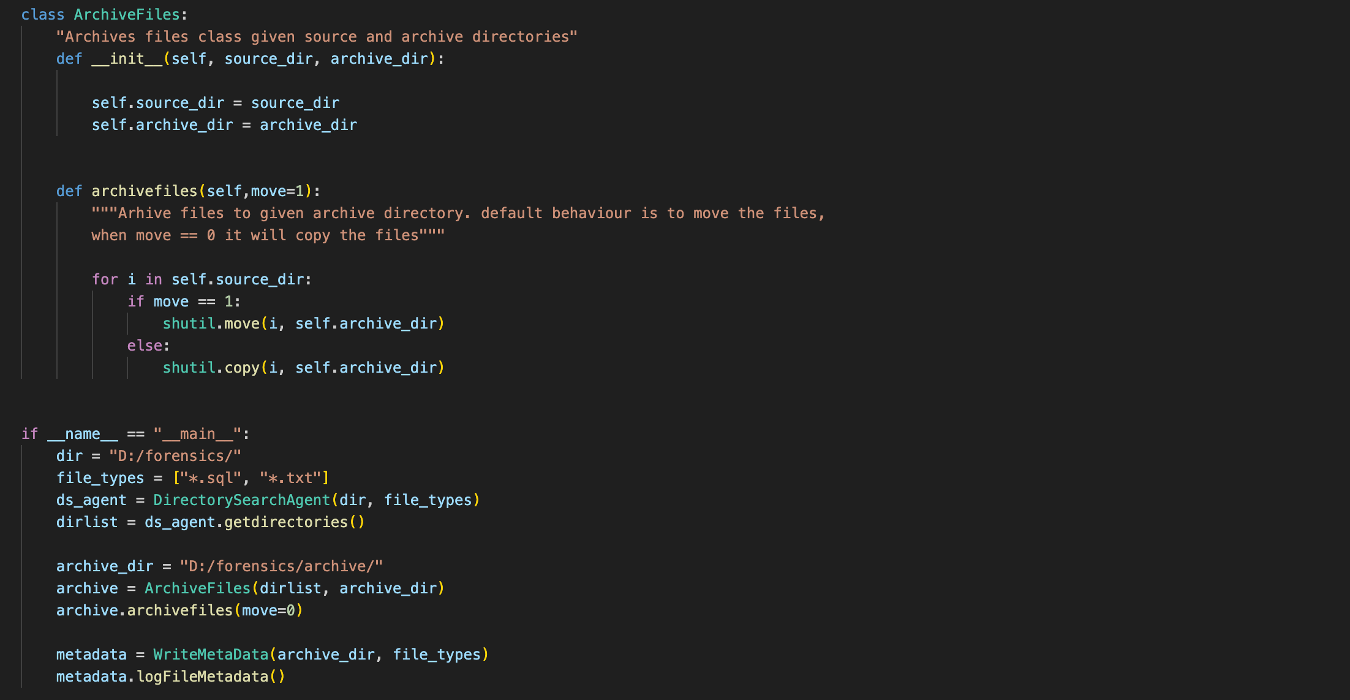 class ArchiveFiles:
    "Archives files class given source and archive directories"
    def __init__(self, source_dir, archive_dir):
        self.source_dir = source_dir
        self.archive_dir = archive_dir
    def archivefiles(self,move=1):
        """Arhive files to given archive directory. default behaviour is to move the files,
        when move == 0 it will copy the files"""
        for i in self.source_dir:
            if move == 1:
                shutil.move(i, self.archive_dir)
            else:
                shutil.copy(i, self.archive_dir)
if __name__ == "__main__":
    dir = "D:/forensics/"
    file_types = ["*.sql", "*.txt"]
    ds_agent = DirectorySearchAgent(dir, file_types)
    dirlist = ds_agent.getdirectories()
    archive_dir = "D:/forensics/archive/"
    archive = ArchiveFiles(dirlist, archive_dir)
    archive.archivefiles(move=0)
    metadata = WriteMetaData(archive_dir, file_types)
    metadata.logFileMetadata()